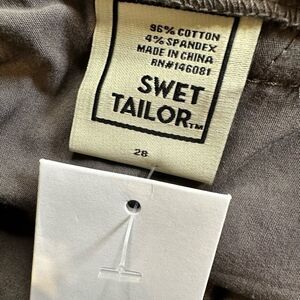 96% COTTON
4% SPANDEX
MADE IN CHINA
RN#146081
SWET
TAILOR™
28